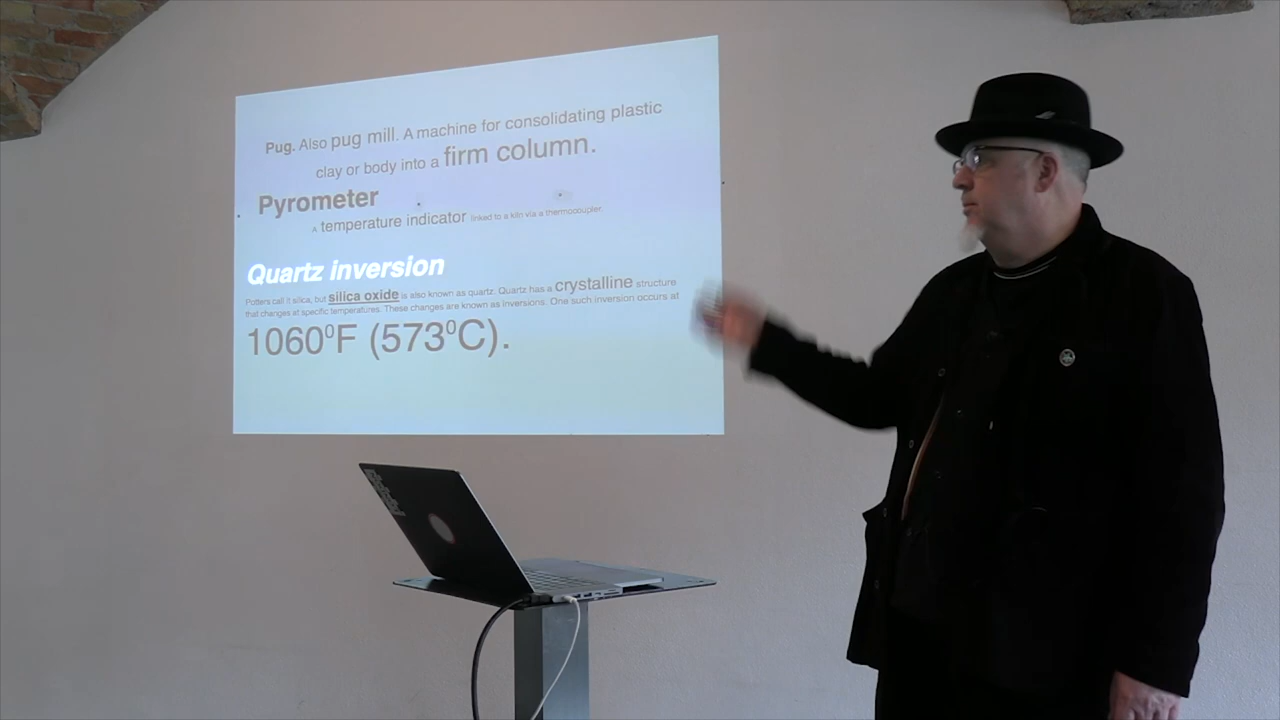 Pug. Also pug mill. A machine for consolidating plastic
clay or body into a firm column.
Pyrometer
A temperature indicator linked to a kiln via a thermocoupler.
Quartz inversion
Potters call it silica, but silica oxide is also known as quartz. Quartz has a crystalline structure
that changes at specific temperatures. These changes are known as inversions. One such inversion occurs at
1060⁰F (573⁰C).